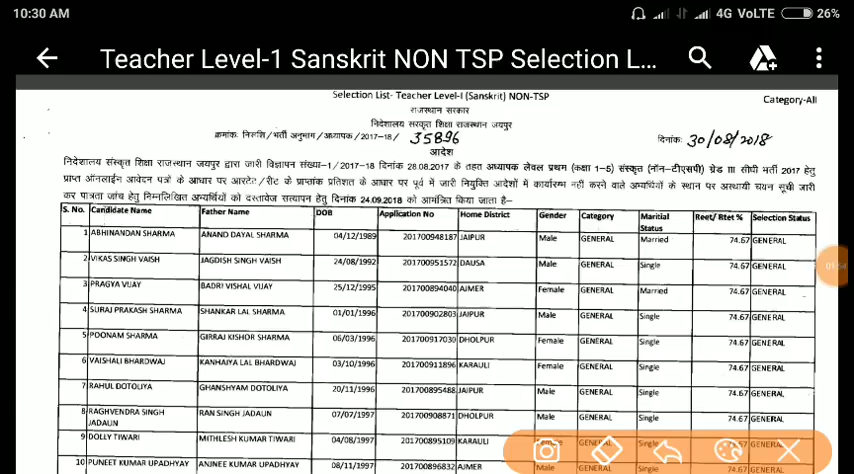 10:30 AM 4G VoLTE 26%
Teacher Level-1 Sanskrit NON TSP Selection L...
Selection List- Teacher Level-I (Sanskrit) NON-TSP
Category-All
राजस्थान सरकार
निदेशालय संस्कृत शिक्षा राजस्थान जयपुर
क्रमांक: निसशि/भर्ती अनुभाग/अध्यापक/2017-18/ 35896 दिनांक: 30/08/2018
आदेश
निदेशालय संस्कृत शिक्षा राजस्थान जयपुर द्वारा जारी विज्ञापन संख्या-1/2017-18 दिनांक 28.08.2017 के तहत अध्यापक लेवल प्रथम (कक्षा 1-5) संस्कृत (नॉन-टीएसपी) ग्रेड III सीधी भर्ती 2017 हेतु
प्राप्त ऑनलाईन आवेदन पत्रो के आधार पर आरटेट/रीट के प्राप्तांक प्रतिशत के आधार पर पूर्व में जारी नियुक्ति आदेशों में कार्यग्रहण नहीं करने वाले अभ्यर्थियों के स्थान पर अस्थायी चयन सूची जारी
कर पात्रता जांच हेतु निम्नलिखित अभ्यर्थियों को दस्तावेज सत्यापन हेतु दिनांक 24.09.2018 को आमंत्रित किया जाता है-
S. No. Candidate Name Father Name DOB Application No Home District Gender Category Maritial Status Reet/ Rtet % Selection Status
1 ABHINANDAN SHARMA ANAND DAYAL SHARMA 04/12/1989 201700948187 JAIPUR Male GENERAL Married 74.67 GENERAL
2 VIKAS SINGH VAISH JAGDISH SINGH VAISH 24/08/1992 201700951572 DAUSA Male GENERAL Single 74.67 GENERAL
3 PRAGYA VIJAY BADRI VISHAL VIJAY 25/12/1995 201700894040 AJMER Female GENERAL Married 74.67 GENERAL
4 SURAJ PRAKASH SHARMA SHANKAR LAL SHARMA 01/01/1996 201700902803 JAIPUR Male GENERAL Single 74.67 GENERAL
5 POONAM SHARMA GIRRAJ KISHOR SHARMA 06/03/1996 201700917030 DHOLPUR Female GENERAL Single 74.67 GENERAL
6 VAISHALI BHARDWAJ KANHAIYA LAL BHARDWAJ 03/10/1996 201700911896 KARAULI Female GENERAL Single 74.67 GENERAL
7 RAHUL DOTOLIYA GHANSHYAM DOTOLIYA 20/11/1996 201700895488 JAIPUR Male GENERAL Single 74.67 GENERAL
8 RAGHVENDRA SINGH JADAUN RAN SINGH JADAUN 07/07/1997 201700908871 DHOLPUR Male GENERAL Single 74.67 GENERAL
9 DOLLY TIWARI MITHLESH KUMAR TIWARI 04/08/1997 201700895109 KARAULI Female GENERAL Single
10 PUNEET KUMAR UPADHYAY ANJNEE KUMAR UPADHYAY 08/11/1997 201700896832 AJMER